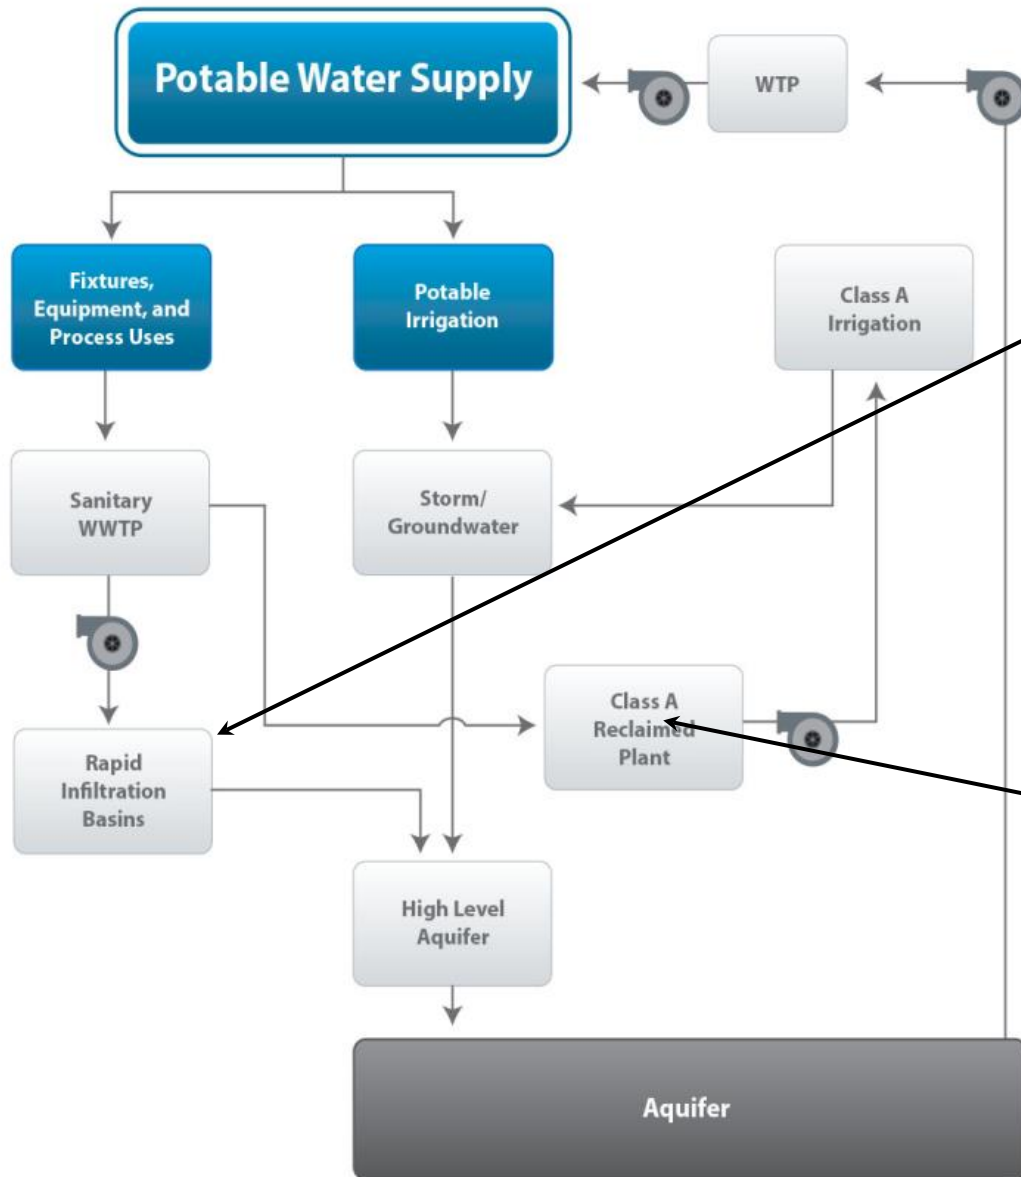 Potable Water Supply
WTP
Fixtures,
Equipment, and
Process Uses
Potable
Irrigation
Class A
Irrigation
Sanitary
WWTP
Storm/
Groundwater
Class A
Reclaimed
Plant
Rapid
Infiltration
Basins
High Level
Aquifer
Aquifer